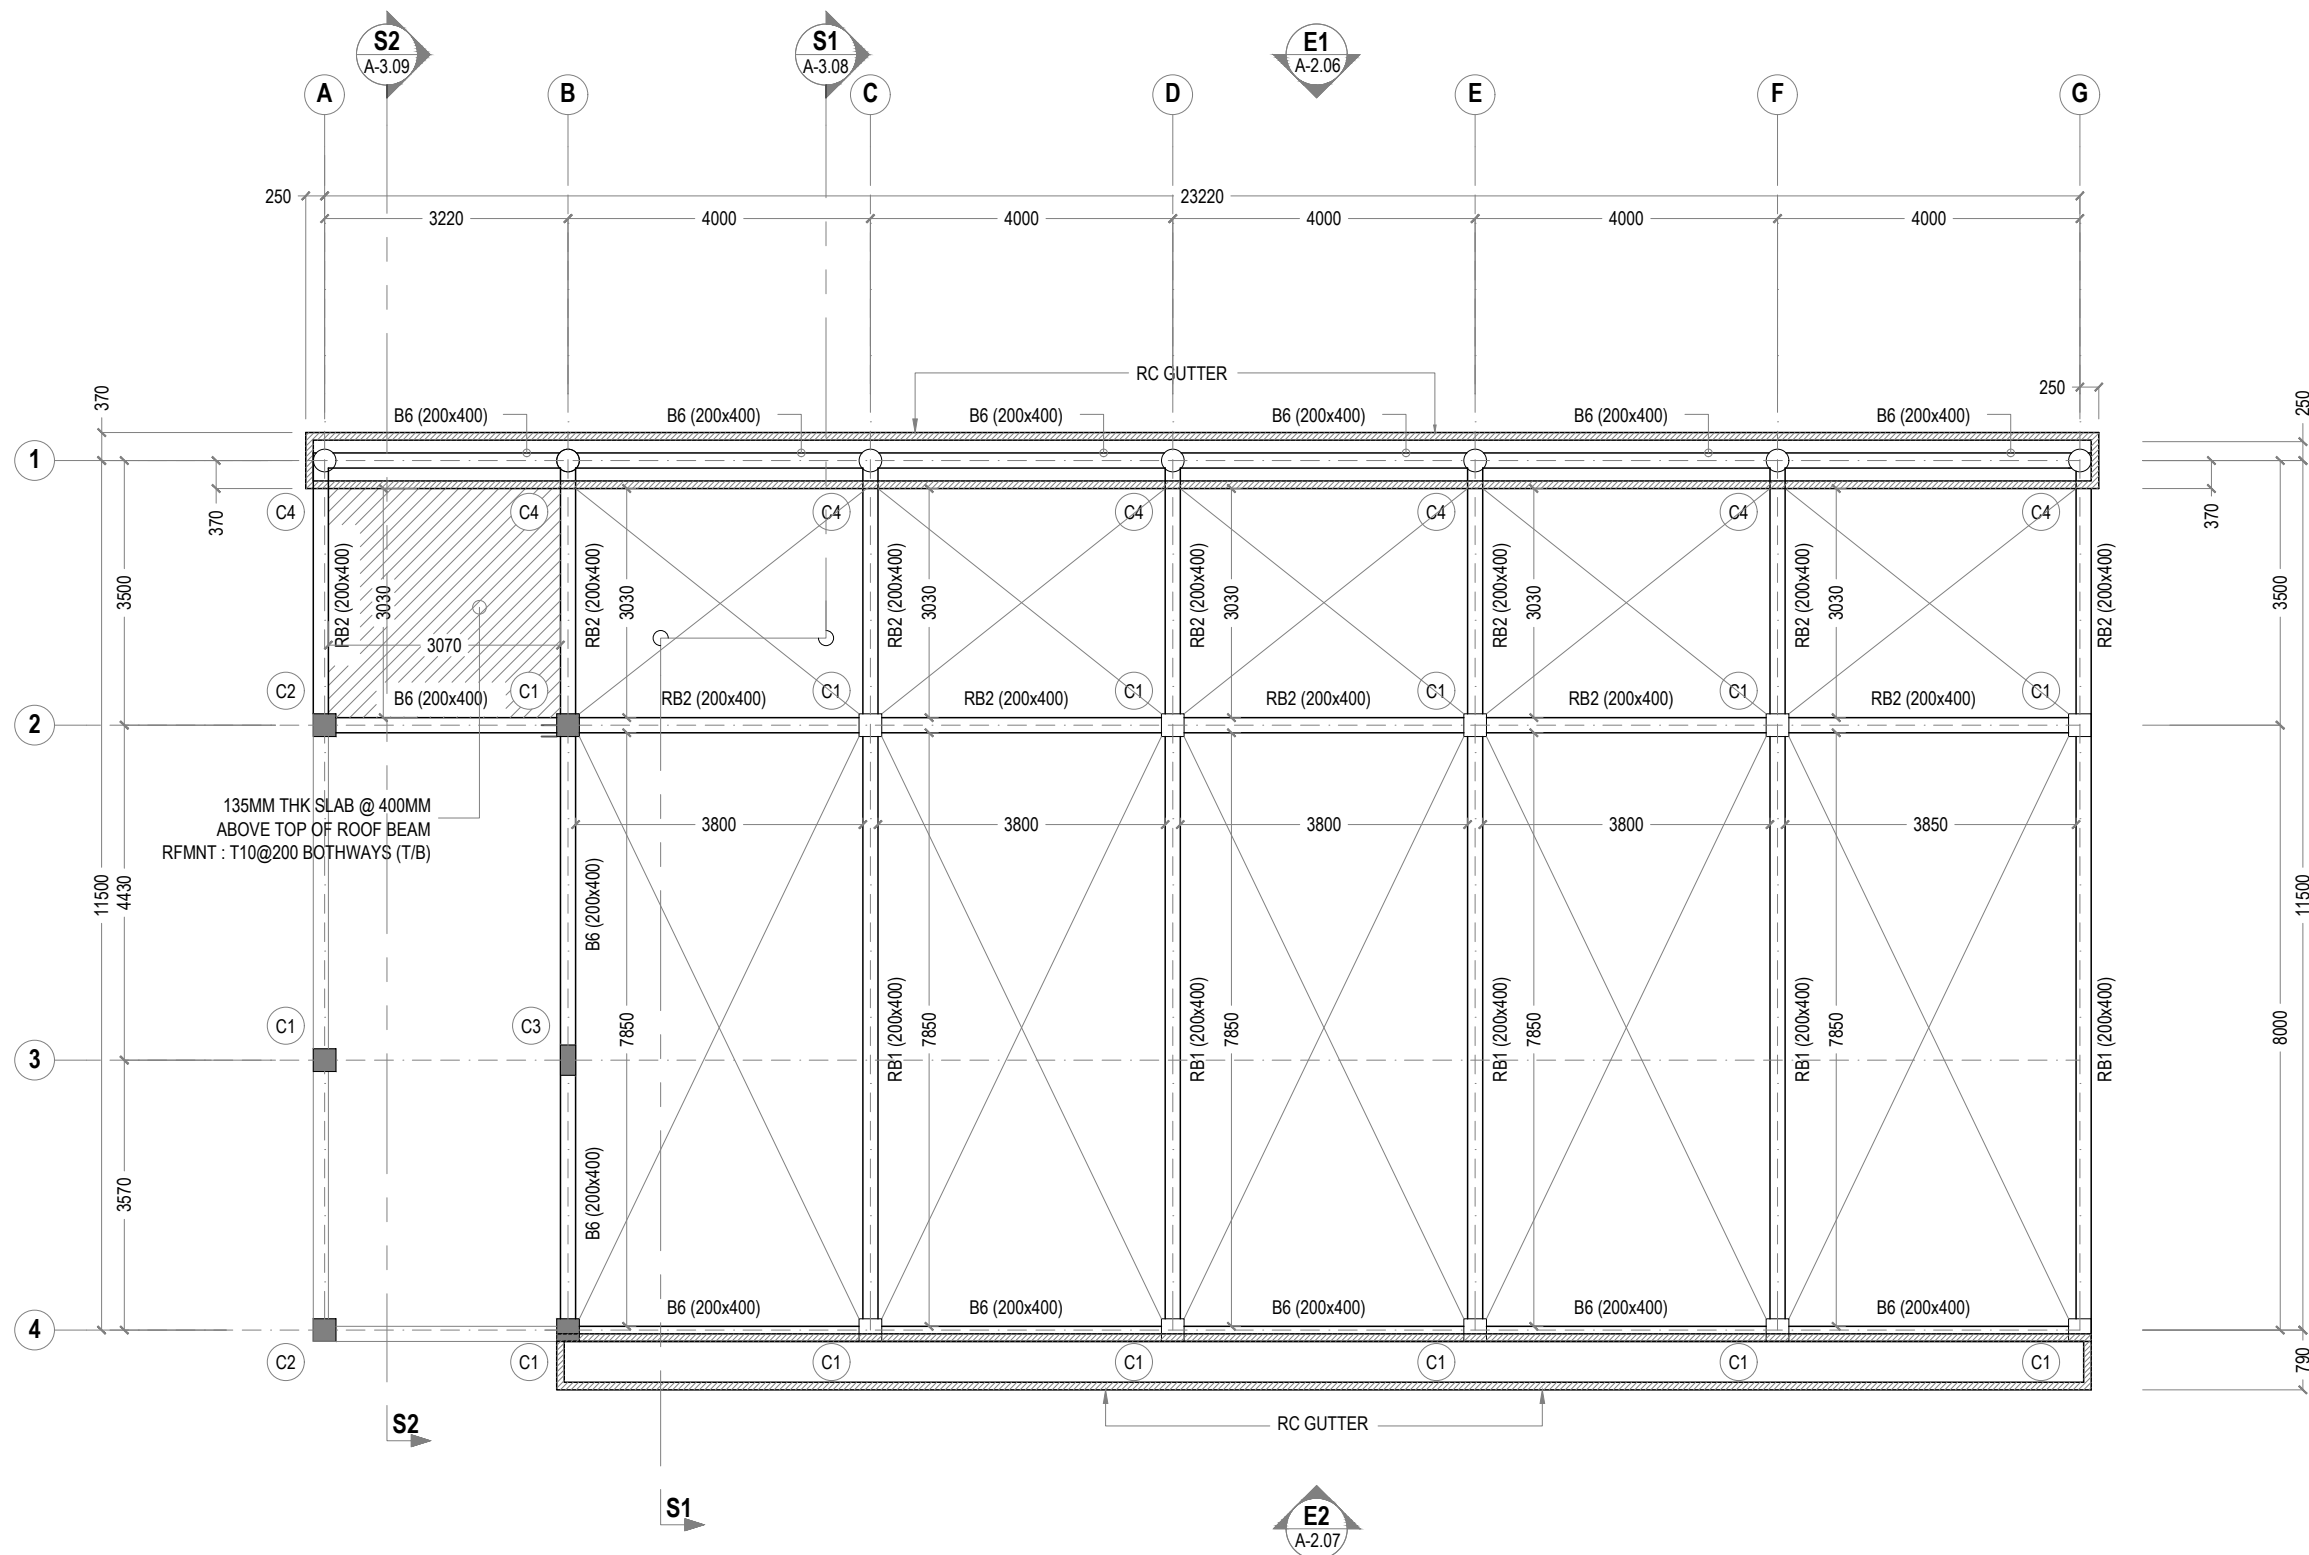 S2
A-3.09
S1
A-3.08
E1
A-2.06
A
B
C
D
E
F
G
250
23220
3220
4000
4000
4000
4000
4000
RC GUTTER
250
370
250
B6 (200x400)
B6 (200x400)
B6 (200x400)
B6 (200x400)
B6 (200x400)
B6 (200x400)
1
370
370
C4
C4
C4
C4
C4
C4
C4
3500
RB2 (200x400)
3030
RB2 (200x400)
3030
RB2 (200x400)
3030
RB2 (200x400)
3030
RB2 (200x400)
3030
RB2 (200x400)
3030
RB2 (200x400)
3500
3070
C2
B6 (200x400)
C1
RB2 (200x400)
C1
RB2 (200x400)
C1
RB2 (200x400)
C1
RB2 (200x400)
C1
RB2 (200x400)
C1
2
135MM THK SLAB @ 400MM
ABOVE TOP OF ROOF BEAM
RFMNT : T10@200 BOTHWAYS (T/B)
3800
3800
3800
3800
3850
11500
4430
B6 (200x400)
11500
C1
C3
7850
RB1 (200x400)
7850
RB1 (200x400)
7850
RB1 (200x400)
7850
RB1 (200x400)
7850
RB1 (200x400)
8000
3
3570
B6 (200x400)
B6 (200x400)
B6 (200x400)
B6 (200x400)
B6 (200x400)
B6 (200x400)
4
C2
C1
C1
C1
C1
C1
C1
790
RC GUTTER
S2
S1
E2
A-2.07